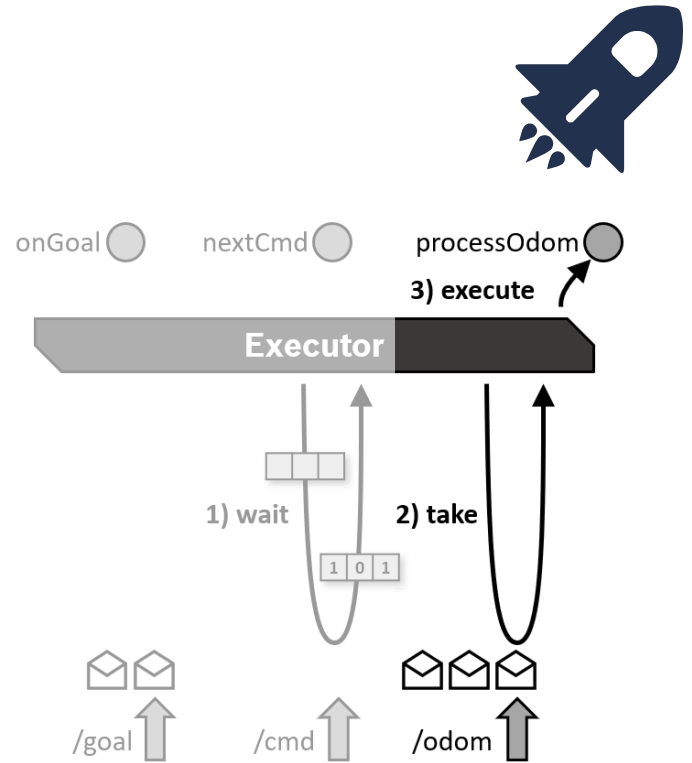 onGoal
nextCmd
processOdom
3) execute
Executor
1) wait
2) take
1 0 1
/goal
/cmd
/odom